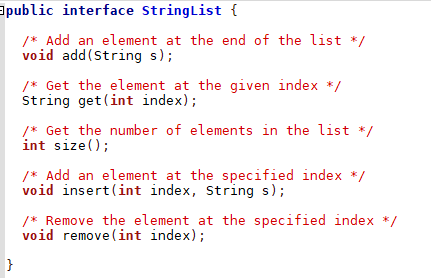 public interface StringList {
/* Add an element at the end of the list */
void add(String s);
/* Get the element at the given index */
String get(int index);
/* Get the number of elements in the list */
int size();
/* Add an element at the specified index */
void insert(int index, String s);
/* Remove the element at the specified index */
void remove(int index);
}